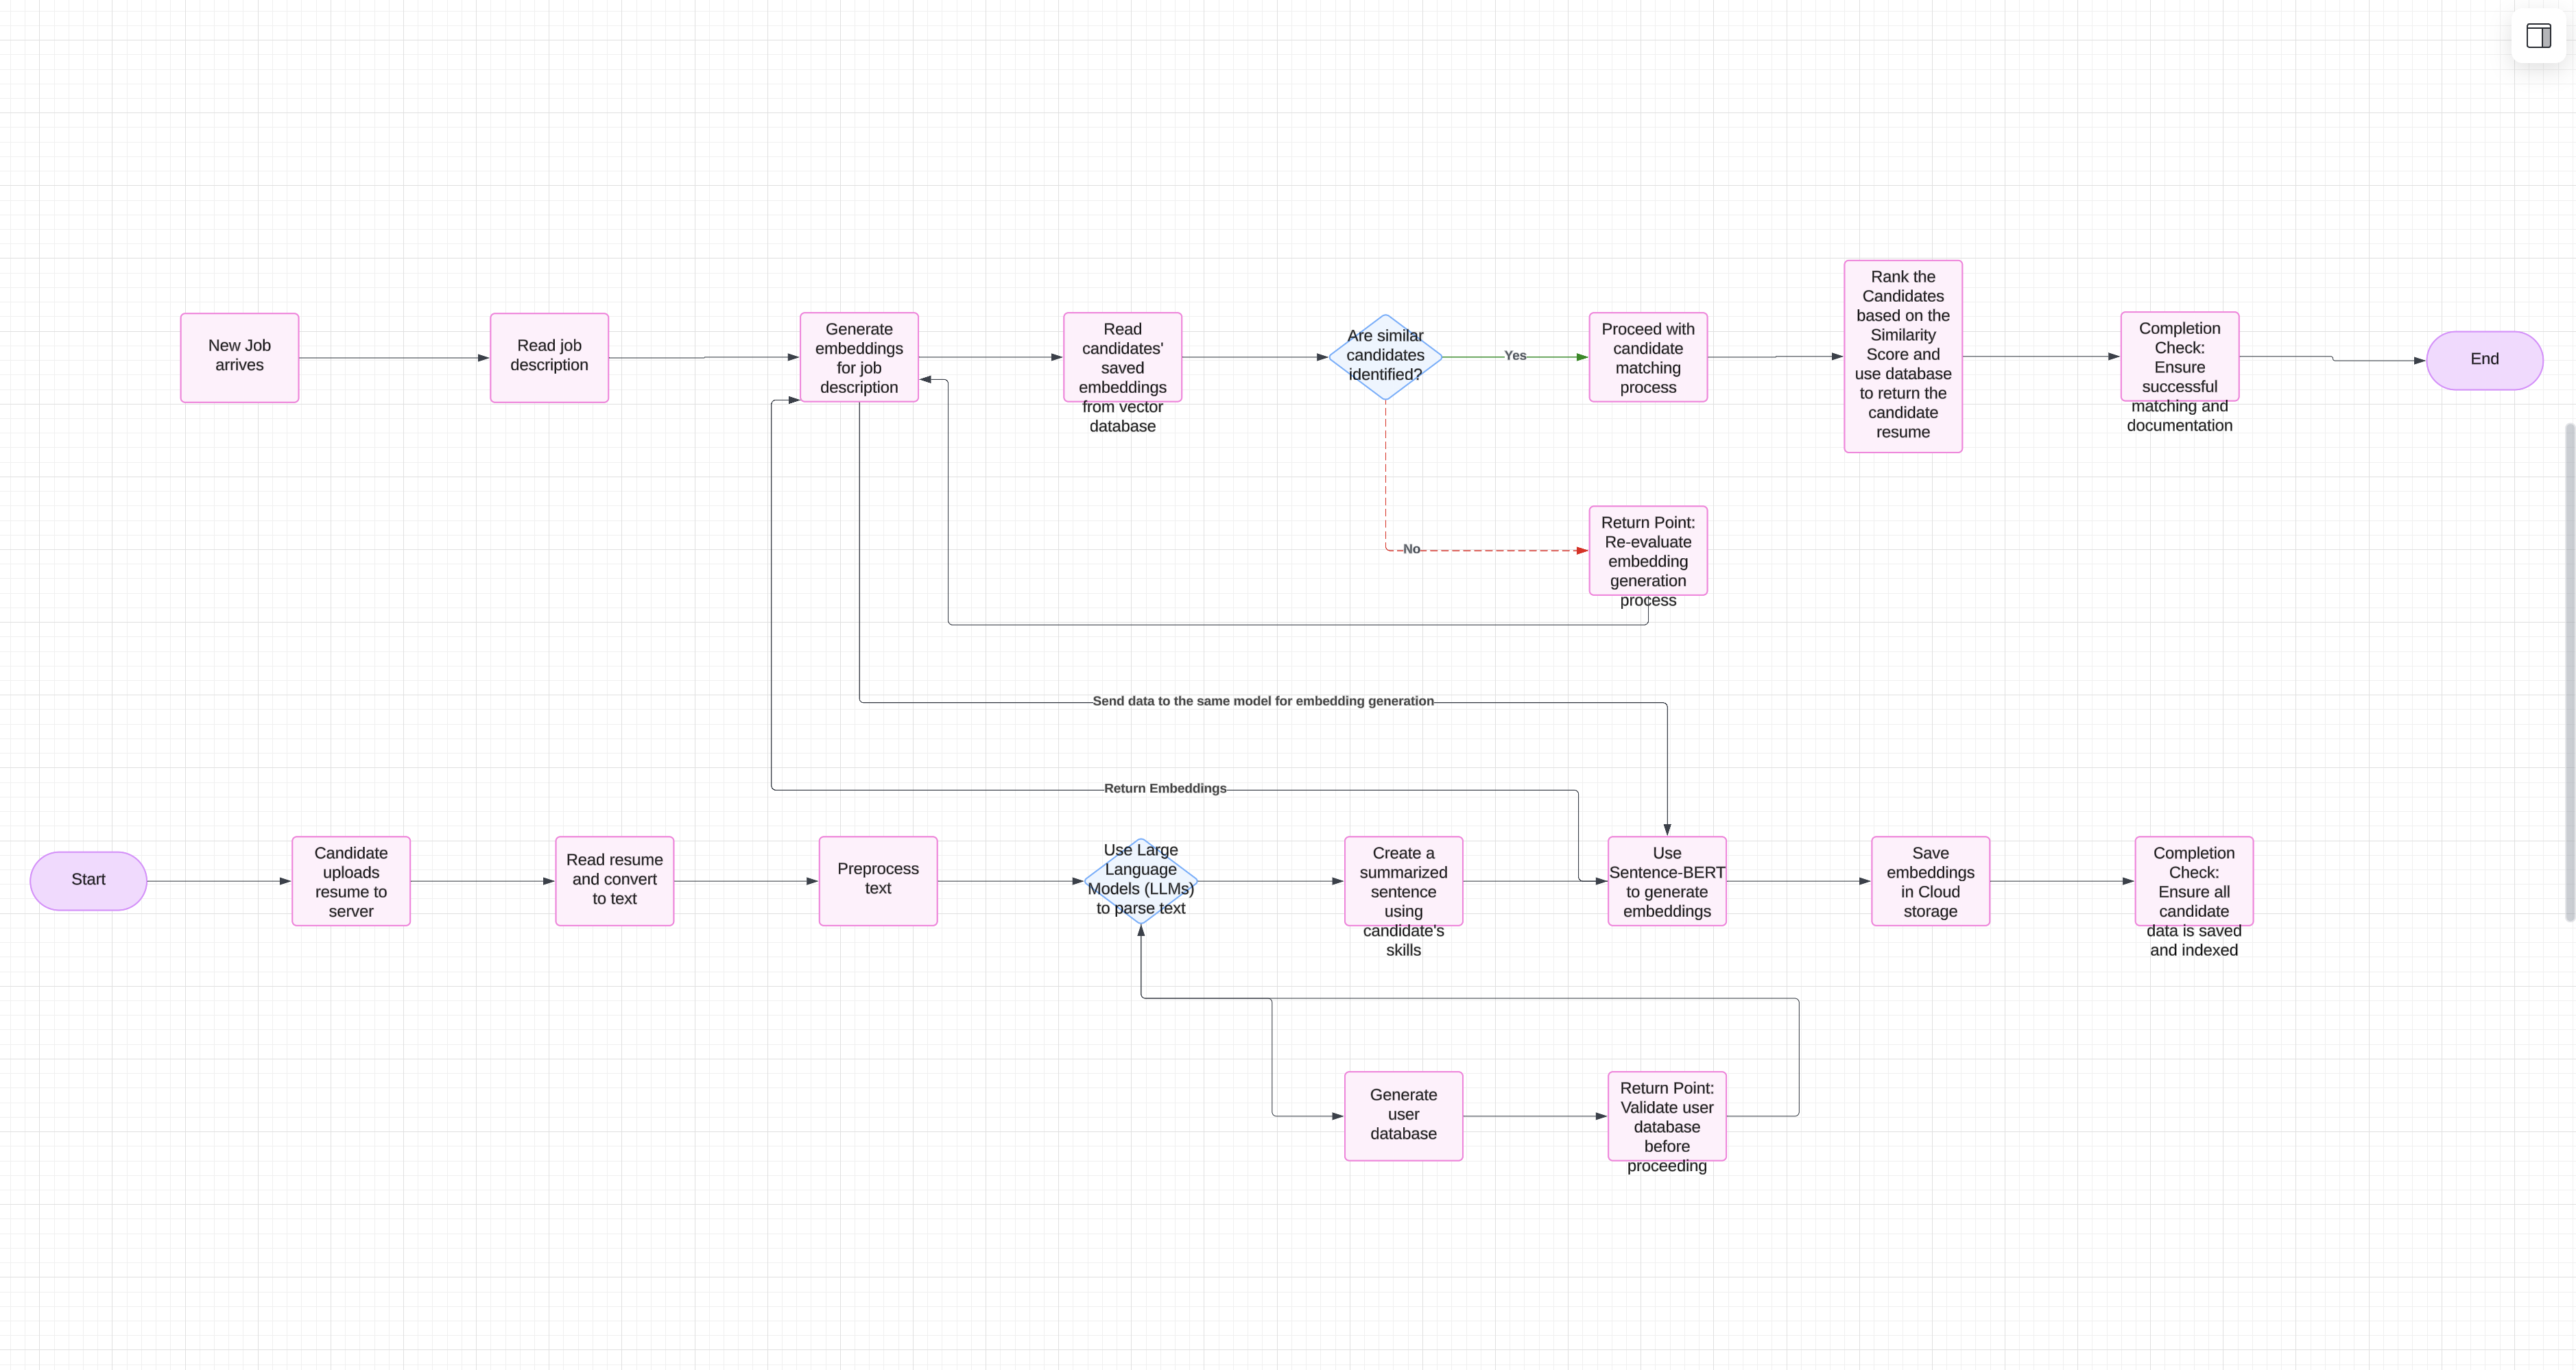 New Job
arrives
Read job
description
Generate
embeddings
for job
description
Read
candidates'
saved
embeddings
from vector
database
Are similar
candidates
identified?
Yes
Proceed with
candidate
matching
process
Rank the
Candidates
based on the
Similarity
Score and
use database
to return the
candidate
resume
Completion
Check:
Ensure
successful
matching and
documentation
End
No
Return Point:
Re-evaluate
embedding
generation
process
Send data to the same model for embedding generation
Return Embeddings
Start
Candidate
uploads
resume to
server
Read resume
and convert
to text
Preprocess
text
Use Large
Language
Models (LLMs)
to parse text
Create a
summarized
sentence
using
candidate's
skills
Use
Sentence-BERT
to generate
embeddings
Save
embeddings
in Cloud
storage
Completion
Check:
Ensure all
candidate
data is saved
and indexed
Generate
user
database
Return Point:
Validate user
database
before
proceeding